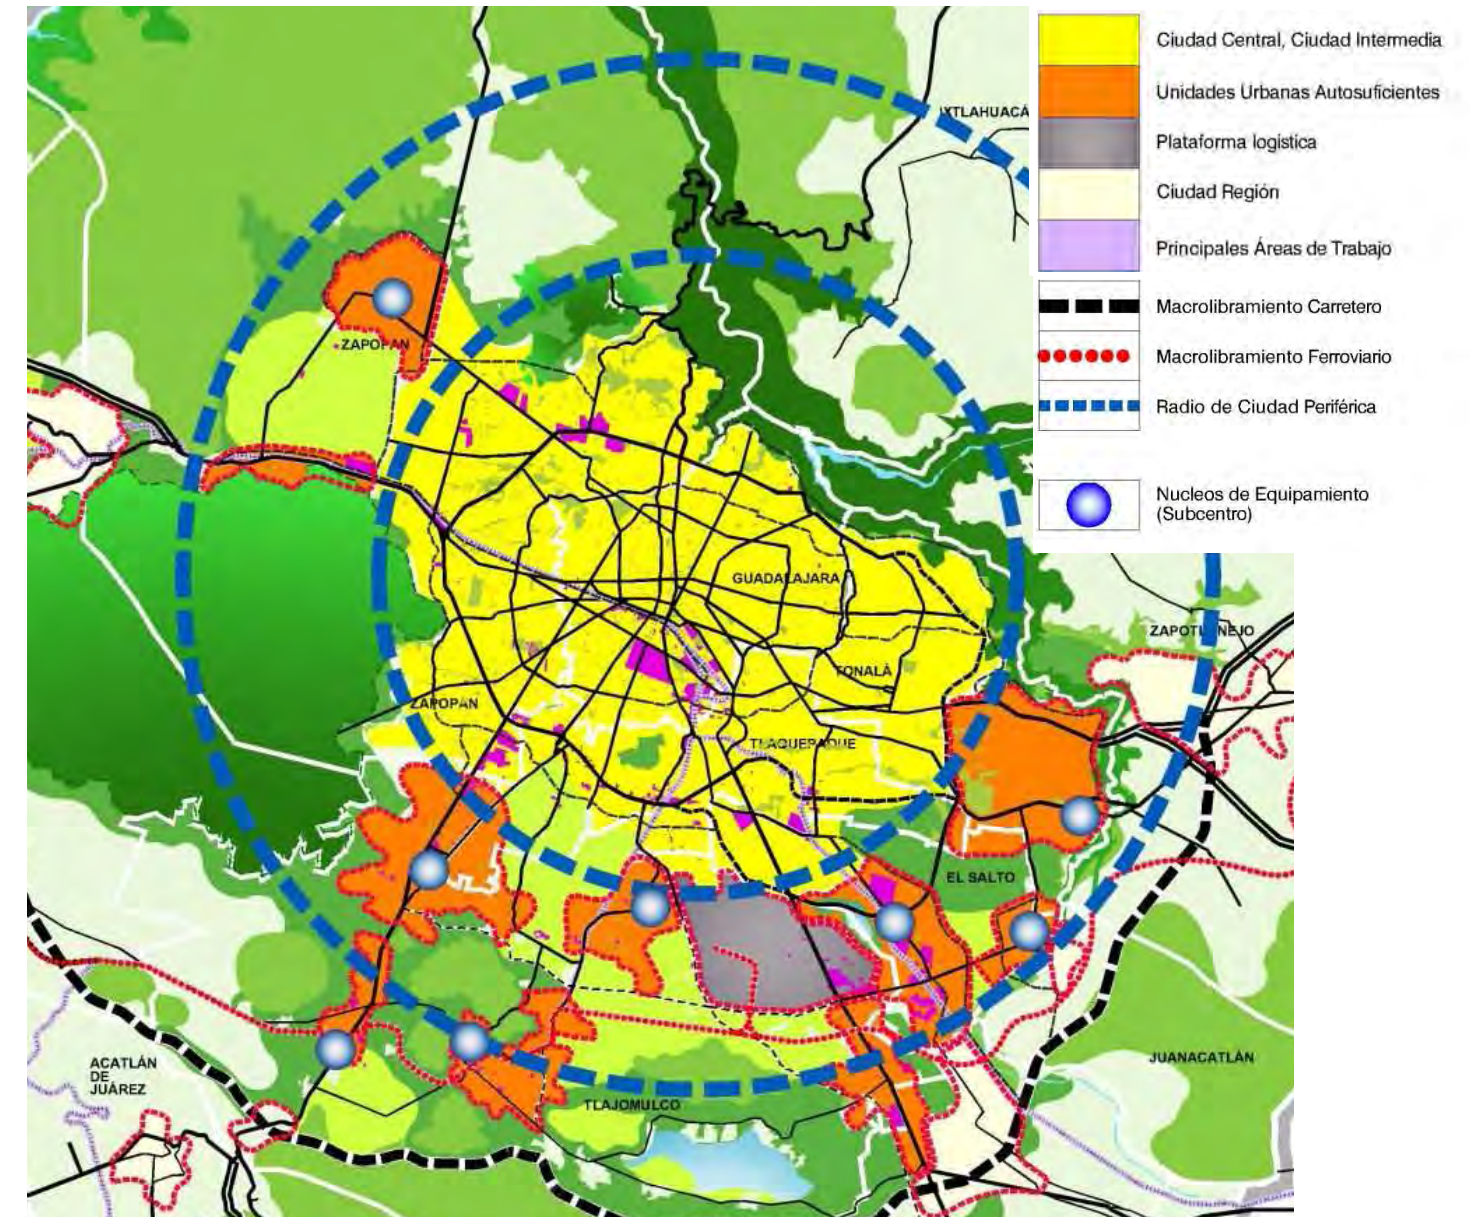 Ciudad Central, Ciudad Intermedia
Unidades Urbanas Autosuficientes
Plataforma logística
Ciudad Región
Principales Áreas de Trabajo
Macrolibramiento Carretero
Macrolibramiento Ferroviario
Radio de Ciudad Periférica
Nucleos de Equipamiento
(Subcentro)
IXTLAHUACÁ
ZAPOPAN
GUADALAJARA
ZAPOTLANEJO
TONALÁ
ZAPOPAN
TLAQUEPAQUE
EL SALTO
JUANACATLÁN
ACATLÁN
DE
JUÁREZ
TLAJOMULCO